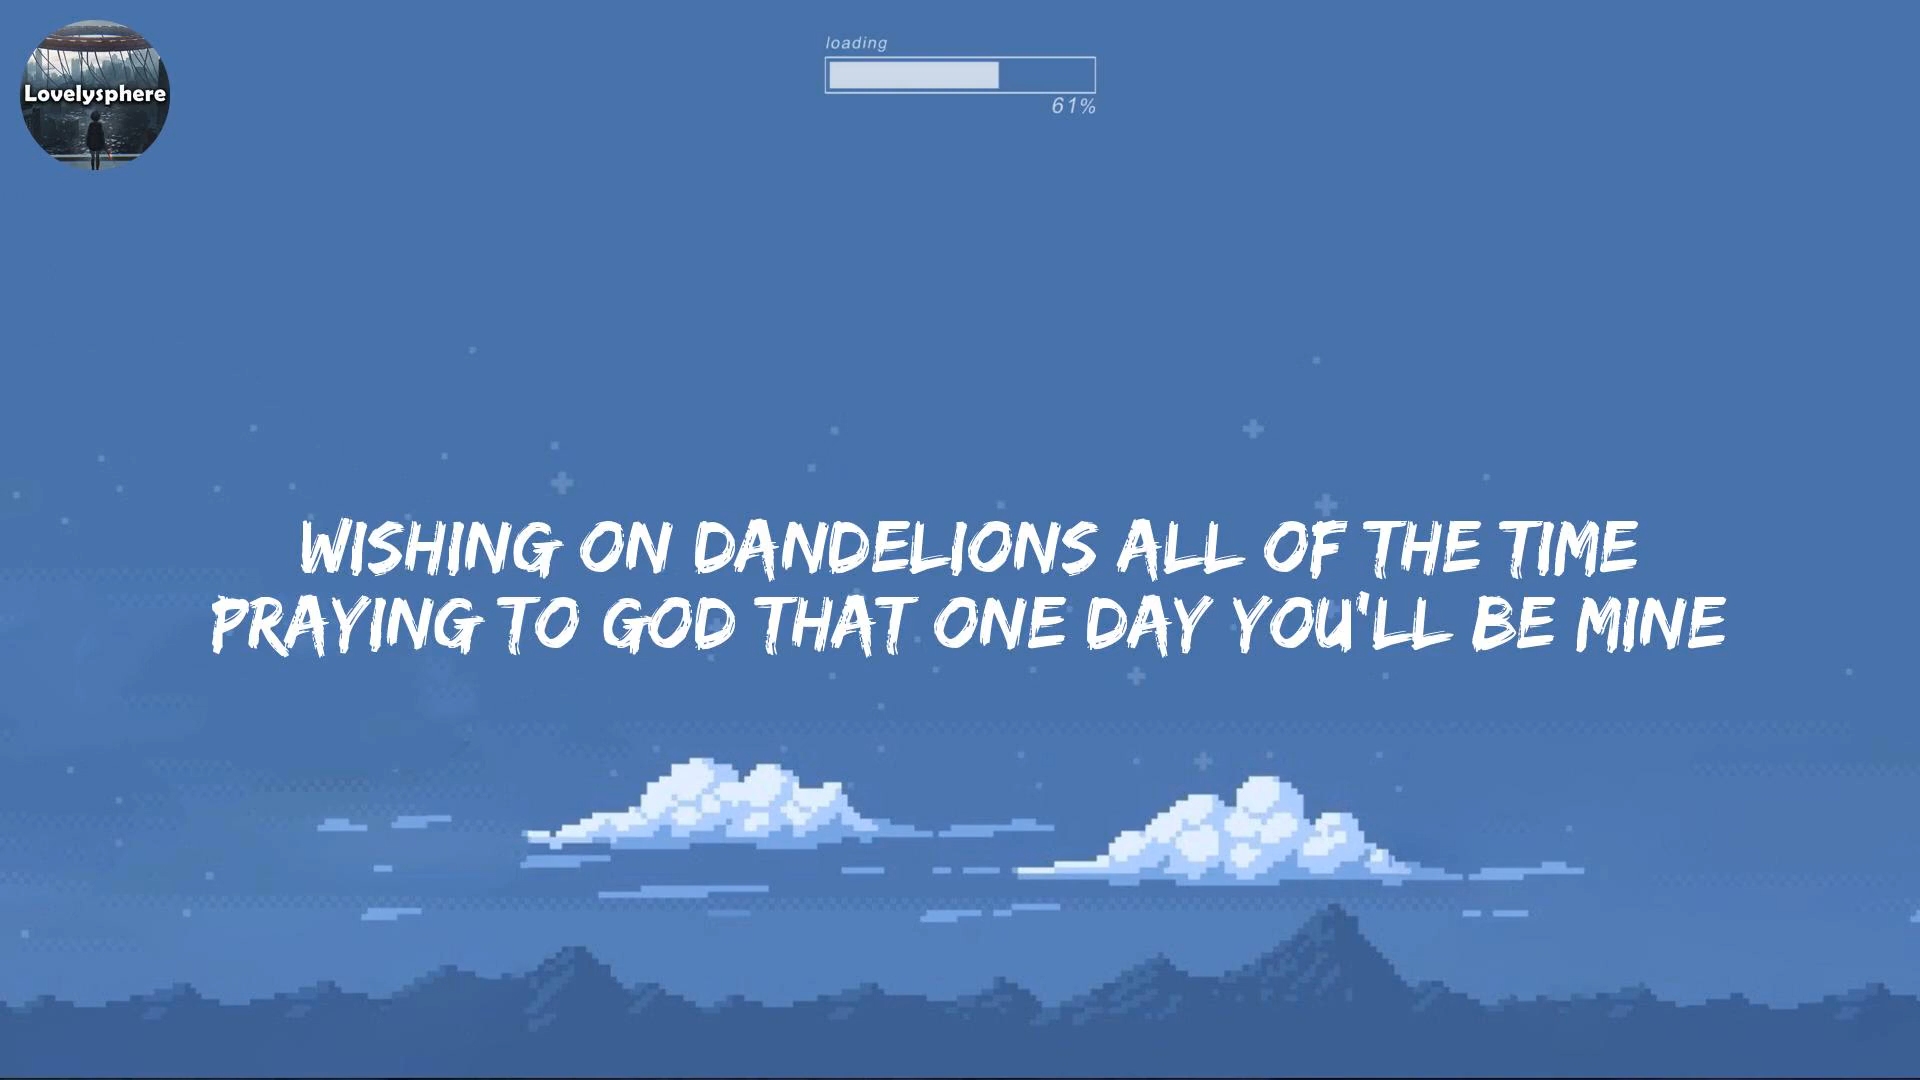 Lovelysphere
loading
61%
WISHING ON DANDELIONS ALL OF THE TIME
PRAYING TO GOD THAT ONE DAY YOU'LL BE MINE